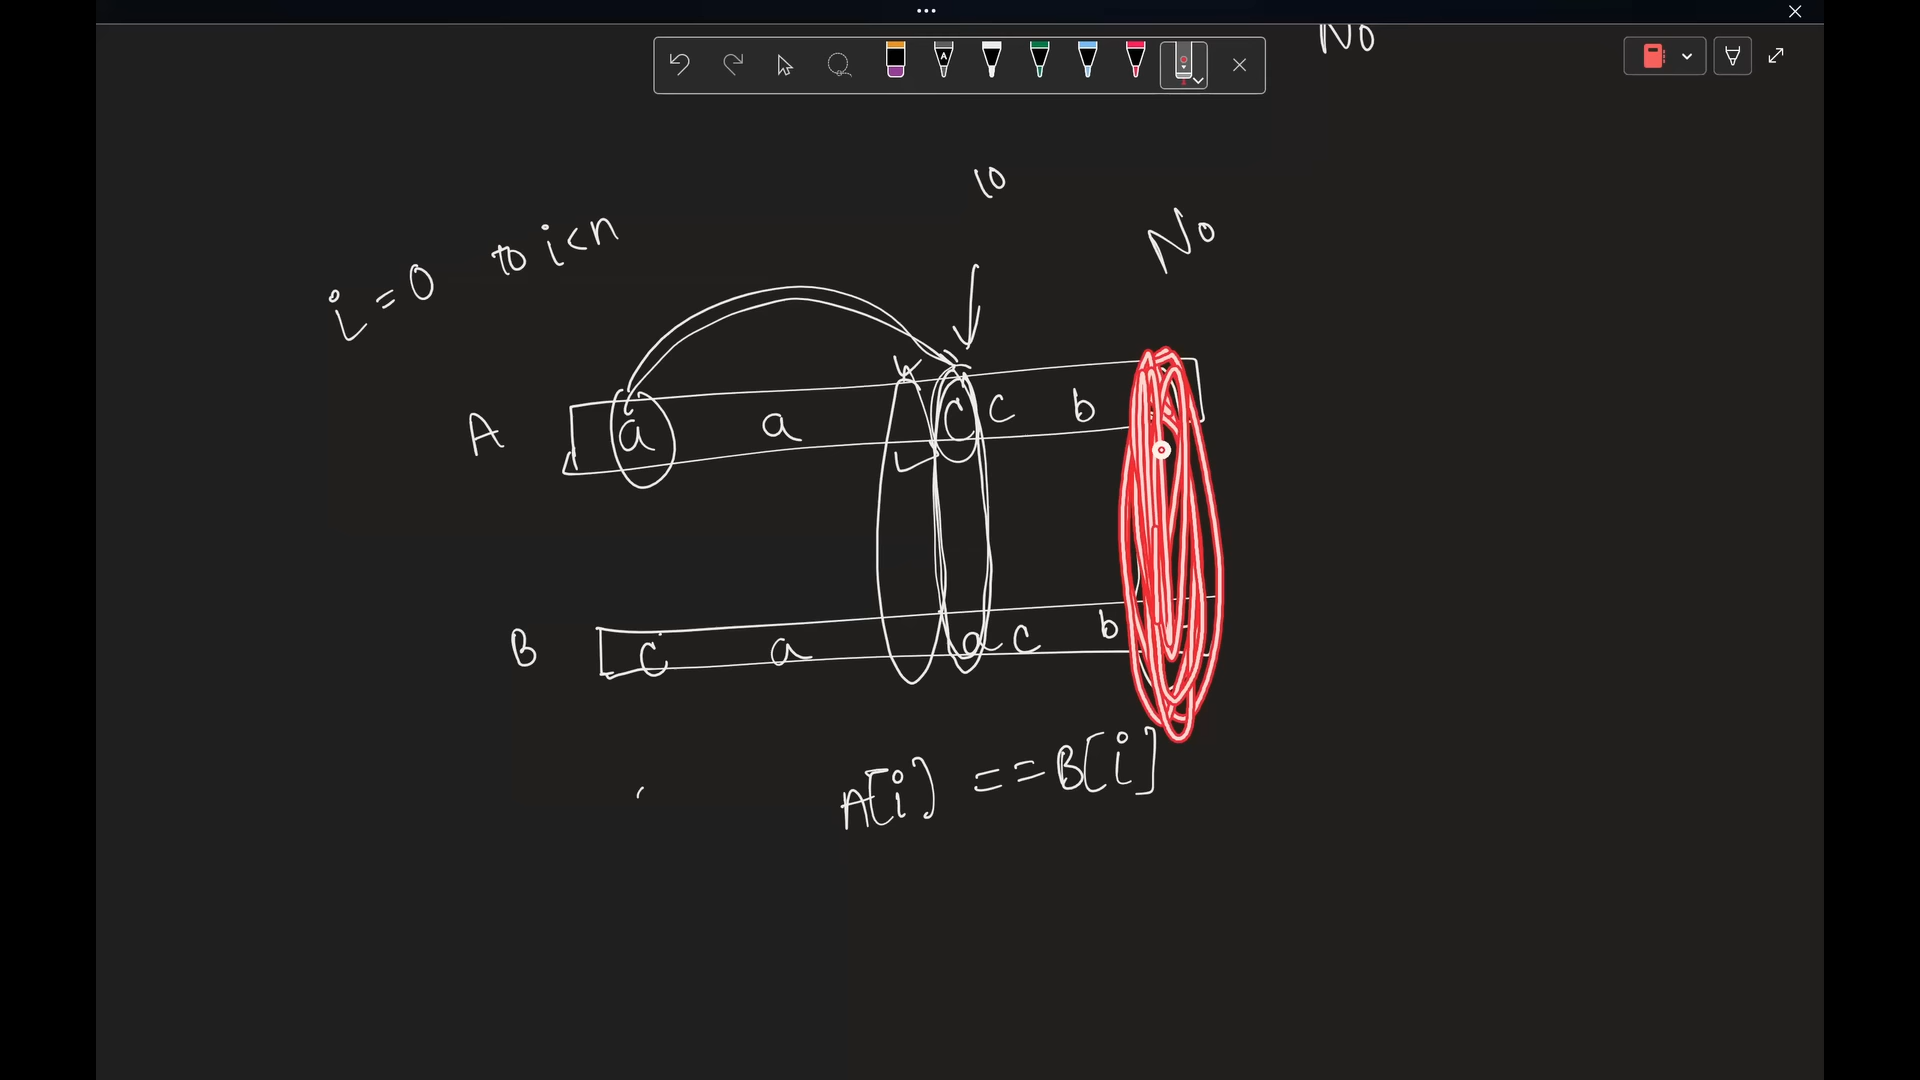 No
10
i = 0 to i<n
No
A a a C c b
B c a a c b
A[i] == B[i]